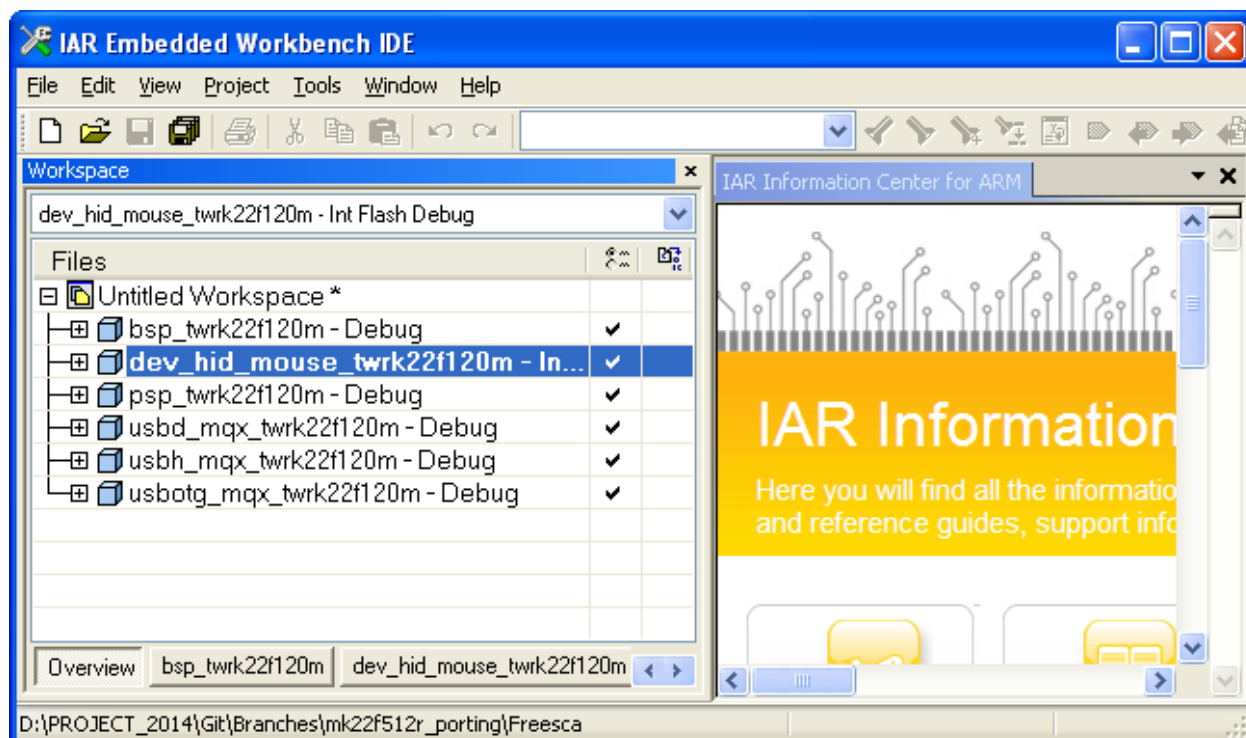 IAR Embedded Workbench IDE
File Edit View Project Tools Window Help
Workspace
dev_hid_mouse_twrk22f120m - Int Flash Debug
Files
Untitled Workspace *
bsp_twrk22f120m - Debug
dev_hid_mouse_twrk22f120m - In...
psp_twrk22f120m - Debug
usbd_mqx_twrk22f120m - Debug
usbh_mqx_twrk22f120m - Debug
usbotg_mqx_twrk22f120m - Debug
Overview bsp_twrk22f120m dev_hid_mouse_twrk22f120m
IAR Information Center for ARM
IAR Information
Here you will find all the informatio
and reference guides, support info
D:\PROJECT_2014\Git\Branches\mk22f512r_porting\Freesca